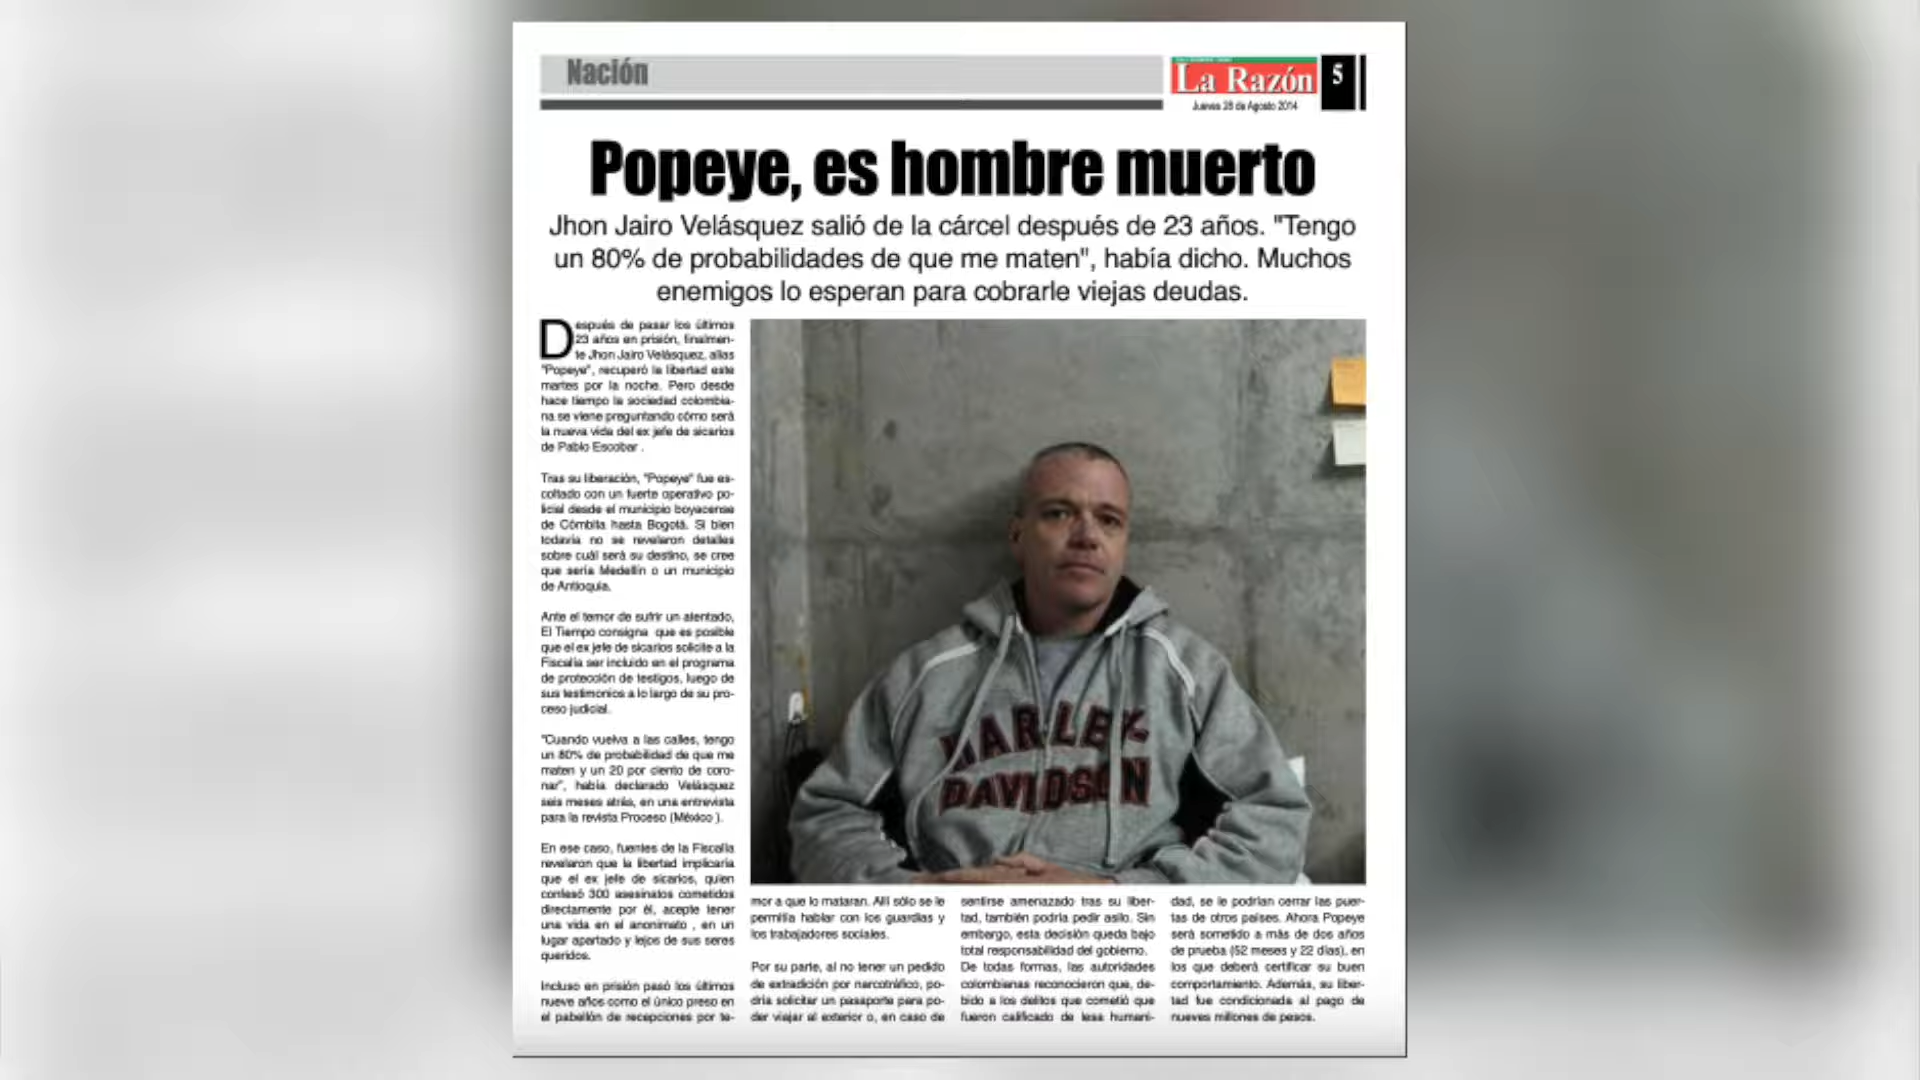 Nación
La Razón
5
Jueves 28 de Agosto 2014
Popeye, es hombre muerto
Jhon Jairo Velásquez salió de la cárcel después de 23 años. "Tengo
un 80% de probabilidades de que me maten", había dicho. Muchos
enemigos lo esperan para cobrarle viejas deudas.
Después de pasar los últimos
23 años en prisión, finalmen-
te Jhon Jairo Velásquez, alias
"Popeye", recuperó la libertad este
martes por la noche. Pero desde
hace tiempo la sociedad colombia-
na se viene preguntando cómo será
la nueva vida del ex jefe de sicarios
de Pablo Escobar .
Tras su liberación, "Popeye" fue es-
coltado con un fuerte operativo po-
licial desde el municipio boyacense
de Cómbita hasta Bogotá. Si bien
todavía no se revelaron detalles
sobre cuál será su destino, se cree
que sería Medellín o un municipio
de Antioquia.
Ante el temor de sufrir un atentado,
El Tiempo consigna que es posible
que el ex jefe de sicarios solicite a la
Fiscalía ser incluido en el programa
de protección de testigos, luego de
sus testimonios a lo largo de su pro-
ceso judicial.
"Cuando vuelva a las calles, tengo
un 80% de probabilidad de que me
maten y un 20 por ciento de coro-
nar", había declarado Velásquez
seis meses atrás, en una entrevista
para la revista Proceso (México ).
En ese caso, fuentes de la Fiscalía
revelaron que la libertad implicaría
que el ex jefe de sicarios, quien
confesó 300 asesinatos cometidos
directamente por él, acepte tener
una vida en el anonimato , en un
lugar apartado y lejos de sus seres
queridos.
Incluso en prisión pasó los últimos
nueve años como el único preso en
el pabellón de recepciones por te-
mor a que lo mataran. Allí sólo se le
permitía hablar con los guardias y
los trabajadores sociales.
Por su parte, al no tener un pedido
de extradición por narcotráfico, po-
dría solicitar un pasaporte para po-
der viajar al exterior o, en caso de
sentirse amenazado tras su liber-
tad, también podría pedir asilo. Sin
embargo, esta decisión queda bajo
total responsabilidad del gobierno.
De todas formas, las autoridades
colombianas reconocieron que, de-
bido a los delitos que cometió que
fueron calificado de lesa humani-
dad, se le podrían cerrar las puer-
tas de otros países. Ahora Popeye
será sometido a más de dos años
de prueba (52 meses y 22 días), en
los que deberá certificar su buen
comportamiento. Además, su liber-
tad fue condicionada al pago de
nueves millones de pesos.
HARLEY-
DAVIDSON